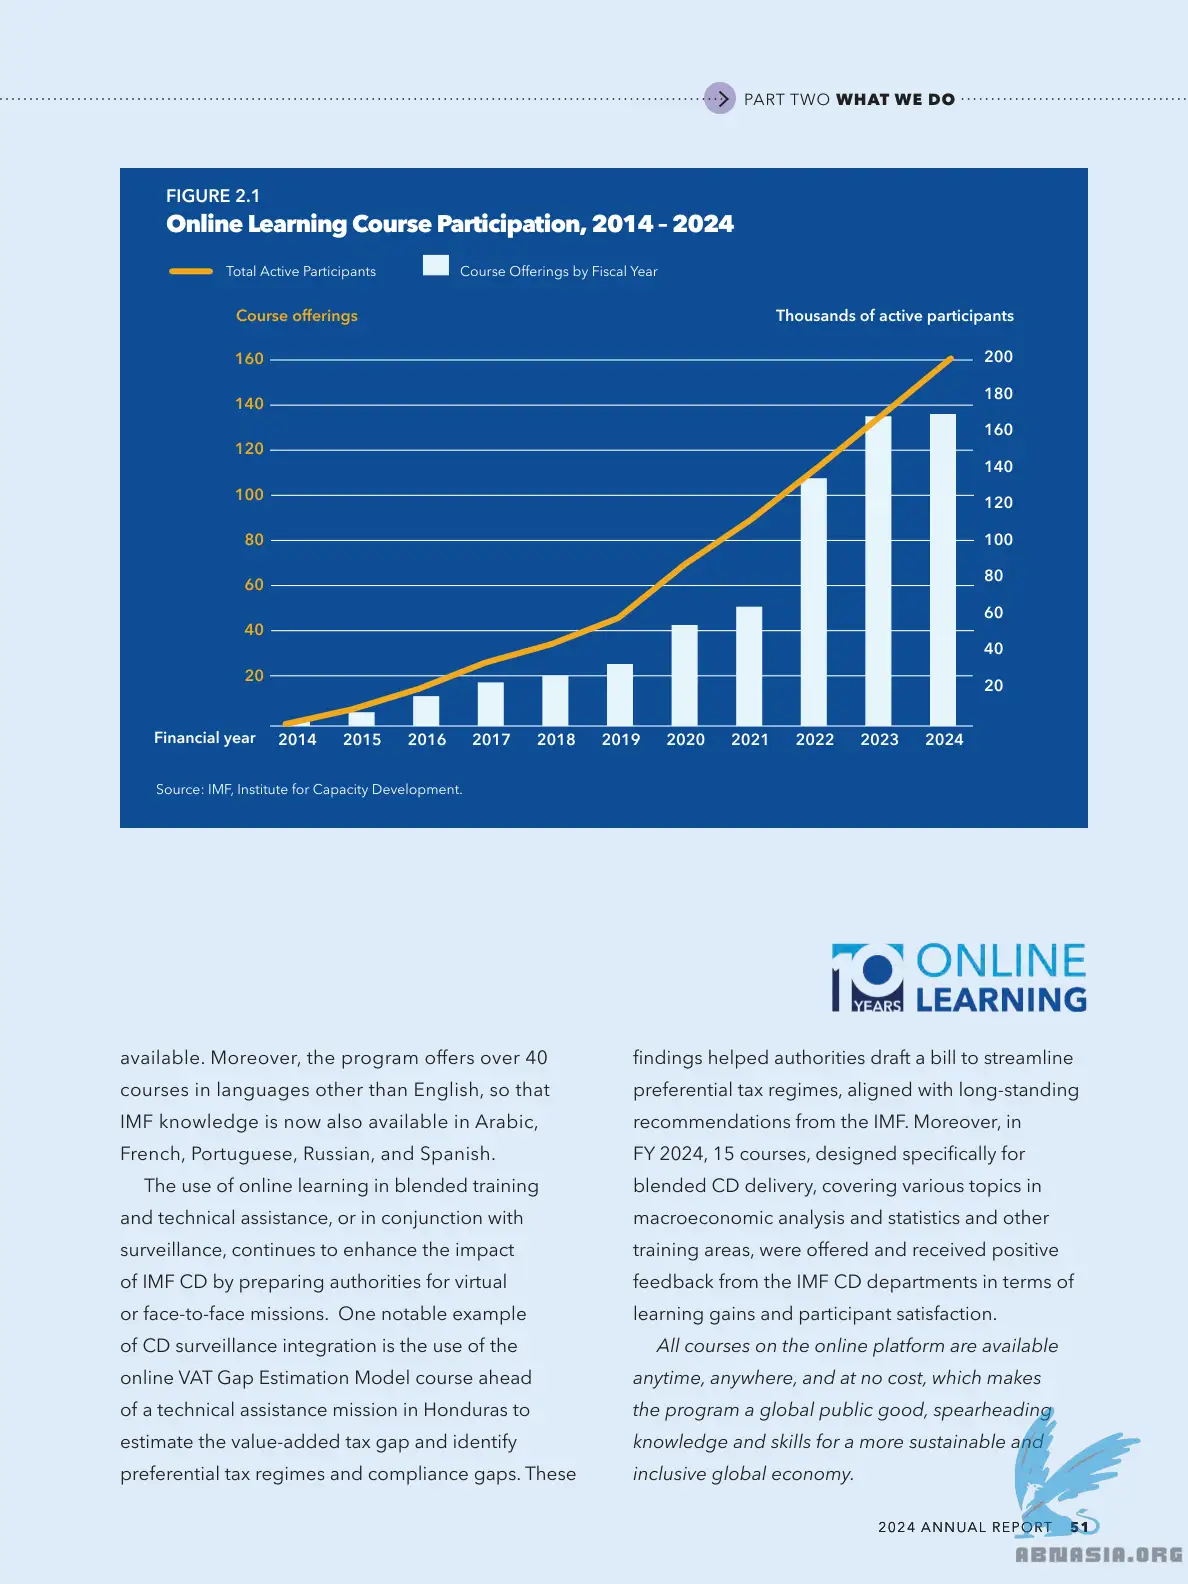 PART TWO WHAT WE DO
FIGURE 2.1
Online Learning Course Participation, 2014 – 2024
Total Active Participants
Course Offerings by Fiscal Year
Course offerings
Thousands of active participants
160
140
120
100
80
60
40
20
200
180
160
140
120
100
80
60
40
20
Financial year
2014 2015 2016 2017 2018 2019 2020 2021 2022 2023 2024
Source: IMF, Institute for Capacity Development.
10 YEARS
ONLINE
LEARNING
available. Moreover, the program offers over 40
courses in languages other than English, so that
IMF knowledge is now also available in Arabic,
French, Portuguese, Russian, and Spanish.
The use of online learning in blended training
and technical assistance, or in conjunction with
surveillance, continues to enhance the impact
of IMF CD by preparing authorities for virtual
or face-to-face missions. One notable example
of CD surveillance integration is the use of the
online VAT Gap Estimation Model course ahead
of a technical assistance mission in Honduras to
estimate the value-added tax gap and identify
preferential tax regimes and compliance gaps. These
findings helped authorities draft a bill to streamline
preferential tax regimes, aligned with long-standing
recommendations from the IMF. Moreover, in
FY 2024, 15 courses, designed specifically for
blended CD delivery, covering various topics in
macroeconomic analysis and statistics and other
training areas, were offered and received positive
feedback from the IMF CD departments in terms of
learning gains and participant satisfaction.
All courses on the online platform are available
anytime, anywhere, and at no cost, which makes
the program a global public good, spearheading
knowledge and skills for a more sustainable and
inclusive global economy.
2024 ANNUAL REPORT 51
ABNASIA.ORG